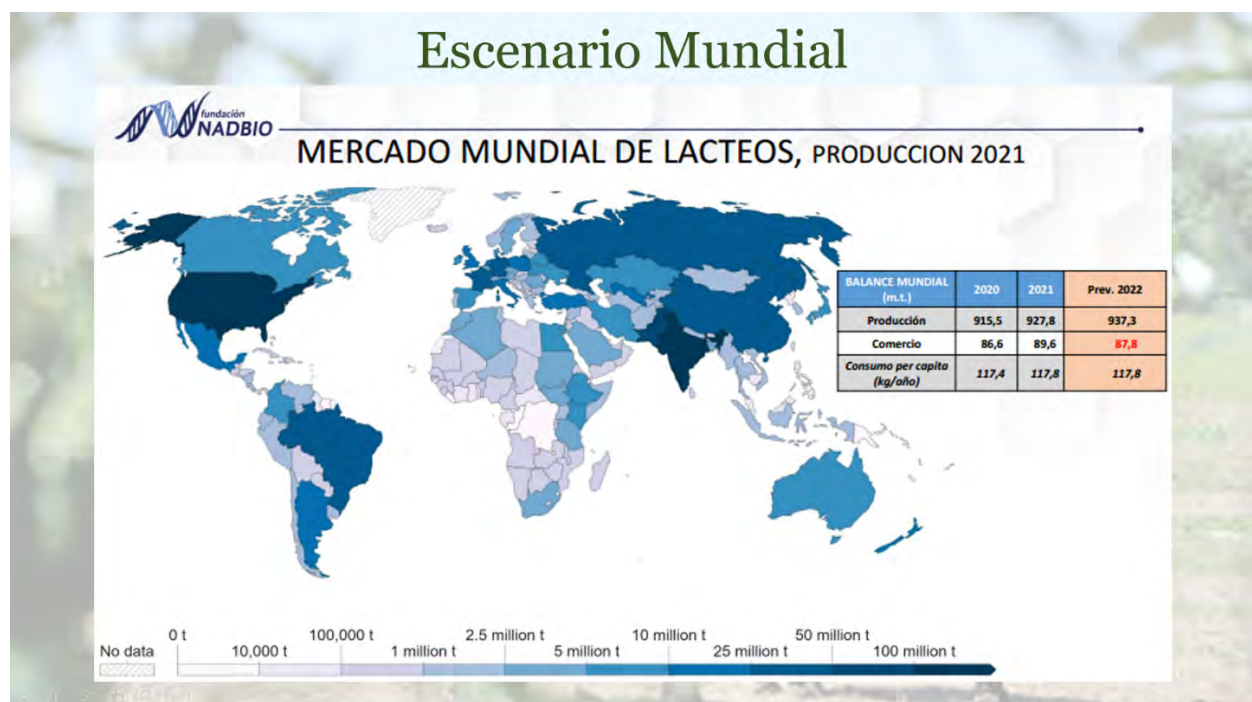 Escenario Mundial
fundación
NADBIO
MERCADO MUNDIAL DE LACTEOS, PRODUCCION 2021
BALANCE MUNDIAL (m.t.) 2020 2021 Prev. 2022
Producción 915,5 927,8 937,3
Comercio 86,6 89,6 87,8
Consumo per capita (kg/año) 117,4 117,8 117,8
0 t 100,000 t 2.5 million t 10 million t 50 million t
No data 10,000 t 1 million t 5 million t 25 million t 100 million t